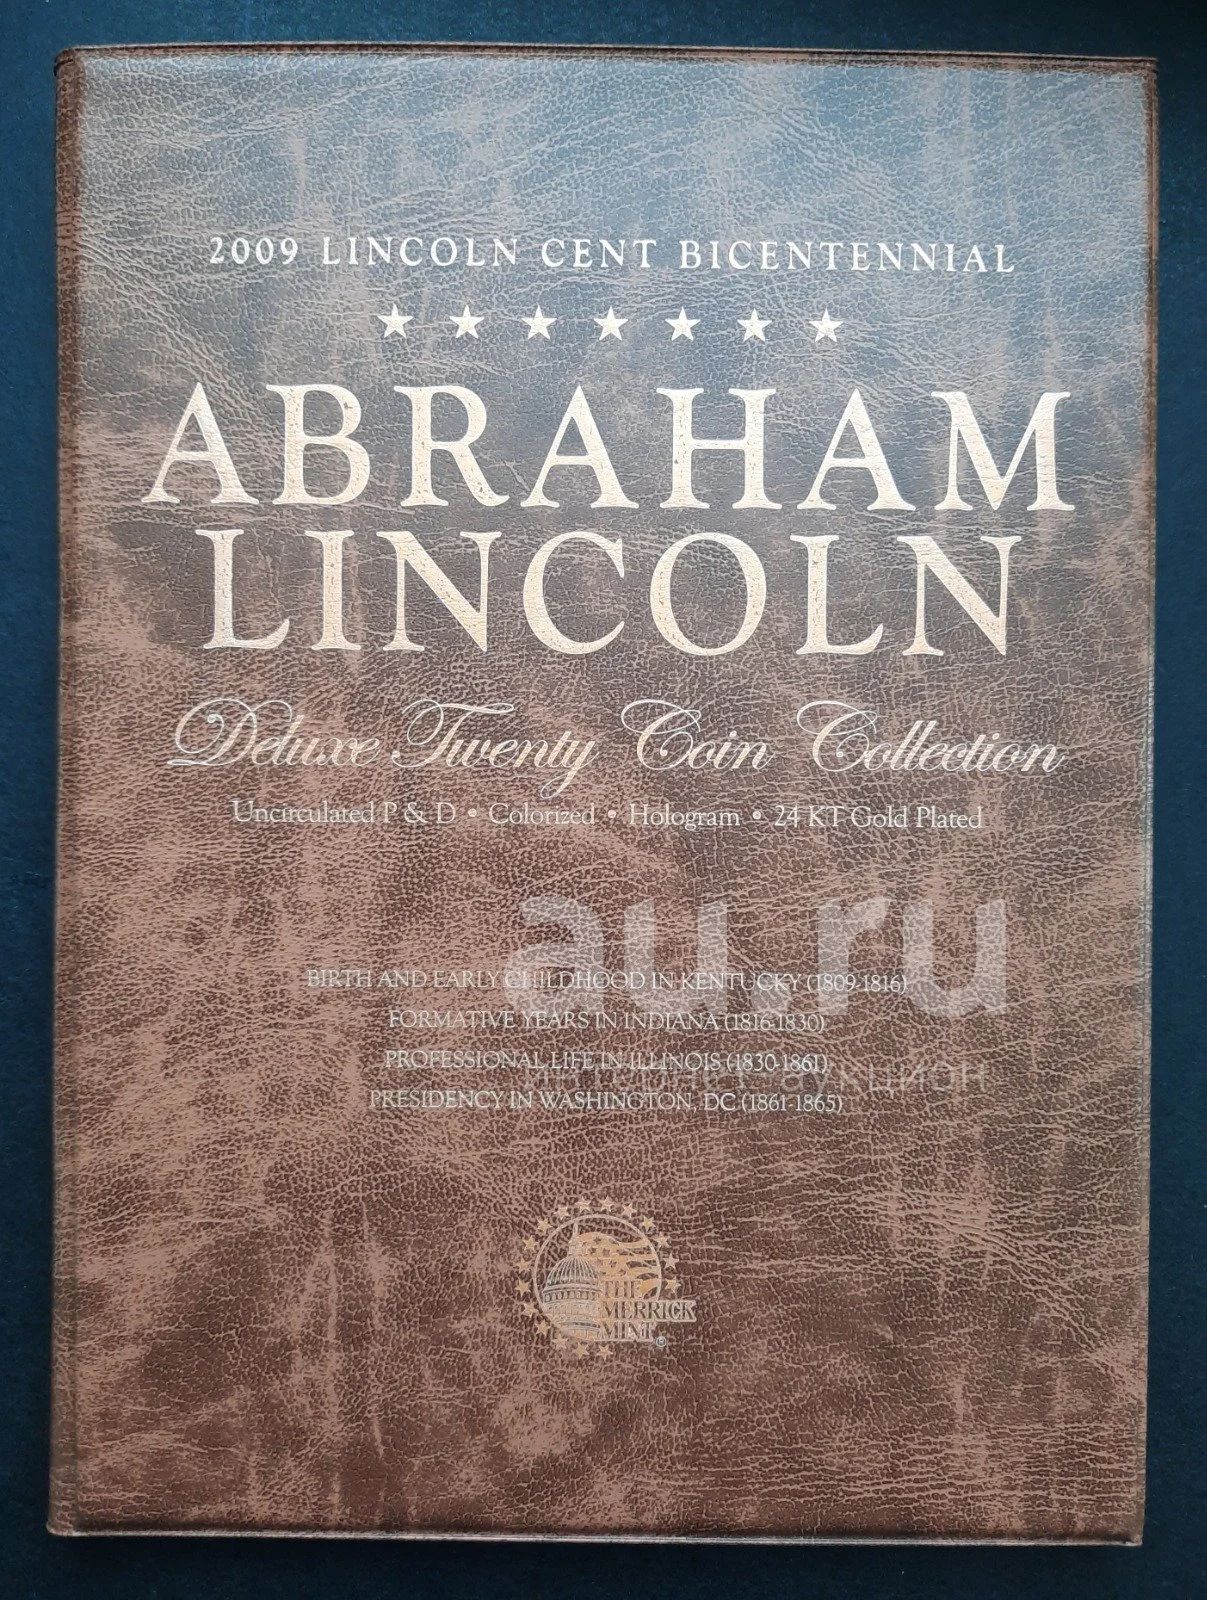 2009 LINCOLN CENT BICENTENNIAL
ABRAHAM
LINCOLN
Deluxe Twenty Coin Collection
Uncirculated P & D • Colorized • Hologram • 24 KT Gold Plated
au.ru
BIRTH AND EARLY CHILDHOOD IN KENTUCKY (1809-1816)
FORMATIVE YEARS IN INDIANA (1816-1830)
PROFESSIONAL LIFE IN ILLINOIS (1830-1861)
интернет-аукцион
PRESIDENCY IN WASHINGTON, DC (1861-1865)
THE
MERRICK
MINT®